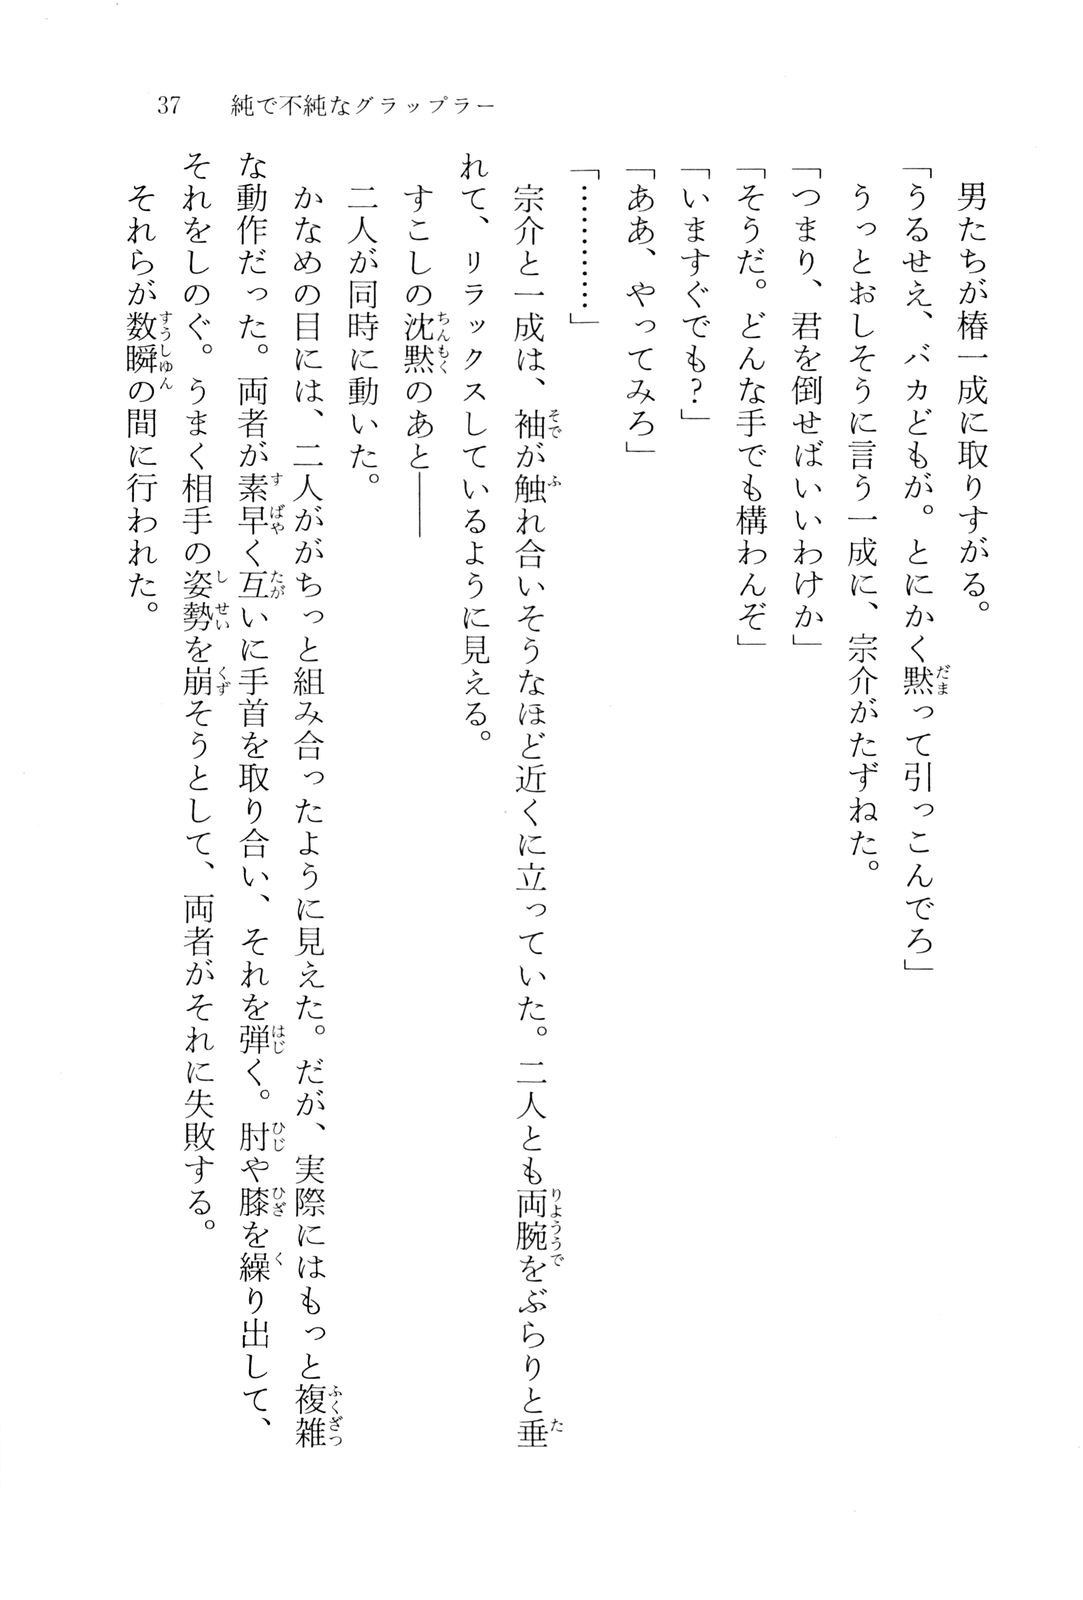 37　純で不純なグラップラー
　男たちが椿一成に取りすがる。
「うるせえ、バカどもが。とにかく黙って引っこんでろ」
　うっとおしそうに言う一成に、宗介がたずねた。
「つまり、君を倒せばいいわけか」
「そうだ。どんな手でも構わんぞ」
「いますぐでも?」
「ああ、やってみろ」
「…………」
　宗介と一成は、袖が触れ合いそうなほど近くに立っていた。二人とも両腕をぶらりと垂
れて、リラックスしているように見える。
　すこしの沈黙のあと――
　二人が同時に動いた。
　かなめの目には、二人ががちっと組み合ったように見えた。だが、実際にはもっと複雑
な動作だった。両者が素早く互いに手首を取り合い、それを弾く。肘や膝を繰り出して、
それをしのぐ。うまく相手の姿勢を崩そうとして、両者がそれに失敗する。
　それらが数瞬の間に行われた。